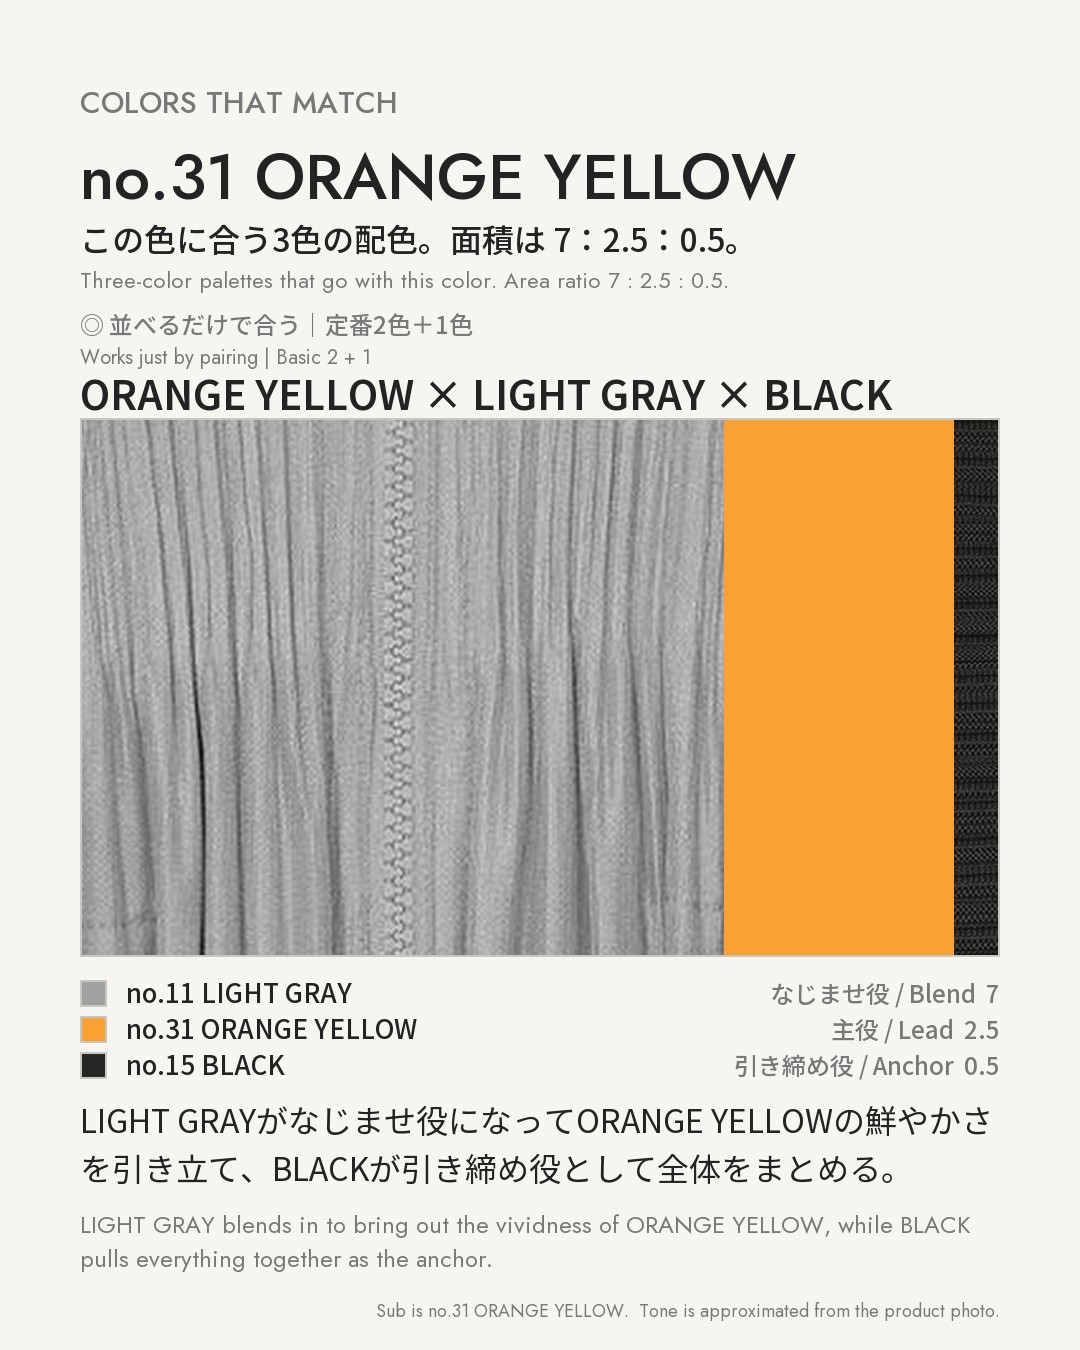 COLORS THAT MATCH
no.31 ORANGE YELLOW
この色に合う3色の配色。面積は 7：2.5：0.5。
Three-color palettes that go with this color. Area ratio 7 : 2.5 : 0.5.
◎ 並べるだけで合う｜定番2色＋1色
Works just by pairing | Basic 2 + 1
ORANGE YELLOW × LIGHT GRAY × BLACK
no.11 LIGHT GRAY なじませ役 / Blend 7
no.31 ORANGE YELLOW 主役 / Lead 2.5
no.15 BLACK 引き締め役 / Anchor 0.5
LIGHT GRAYがなじませ役になってORANGE YELLOWの鮮やかさ
を引き立て、BLACKが引き締め役として全体をまとめる。
LIGHT GRAY blends in to bring out the vividness of ORANGE YELLOW, while BLACK
pulls everything together as the anchor.
Sub is no.31 ORANGE YELLOW. Tone is approximated from the product photo.